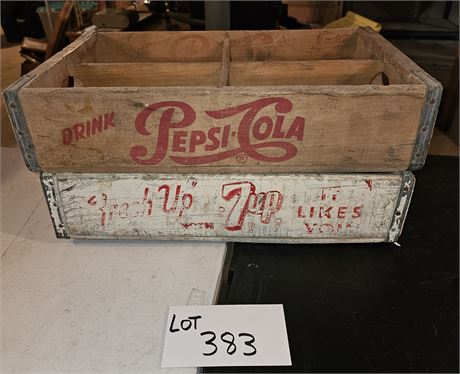 DRINK PEPSI·COLA ®
"Fresh Up" 7up IT
LIKES
YOU
LOT
383